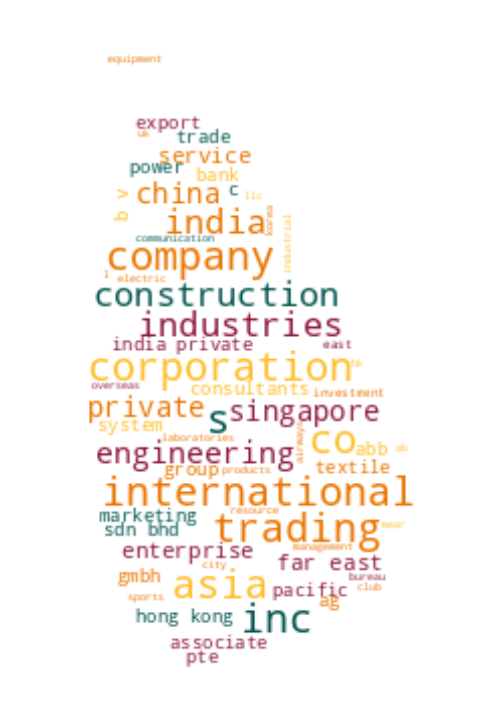 equipment
export
uk
trade
service
power
bank
china
c
llc
b v
india
korea
industrial
communication
company
l
electric
construction
industries
india private
east
corporation
hk
overseas
consultants
investment
private
s
singapore
system
laboratories
co
airways
abb
ab
engineering
group
products
textile
international
marketing
resource
trading
wear
sdn bhd
enterprise
management
far east
city
gmbh
asia
bureau
pacific
club
sports
ag
hong kong
inc
associate
pte